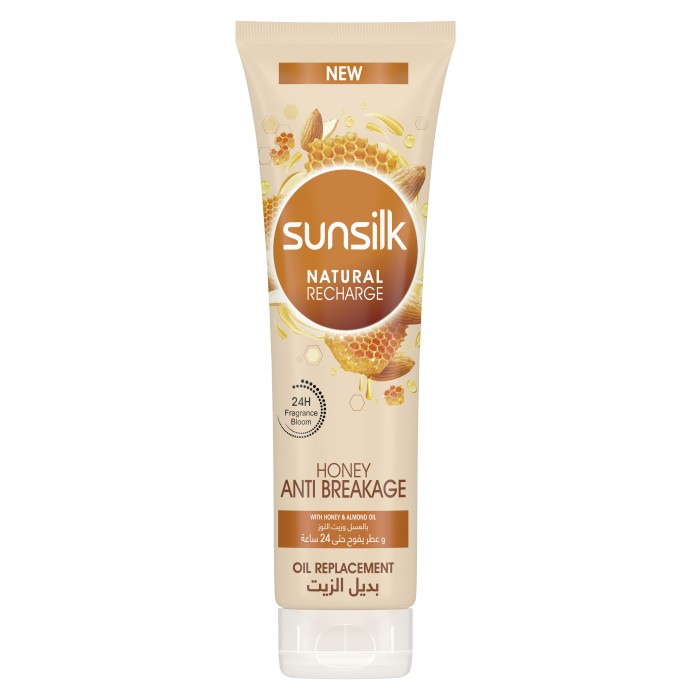 NEW
sunsilk
NATURAL
RECHARGE
24H
Fragrance
Bloom
HONEY
ANTI BREAKAGE
WITH HONEY & ALMOND OIL
بالعسل وزيت اللوز
و عطر يفوح حتى 24 ساعة
OIL REPLACEMENT
بديل الزيت